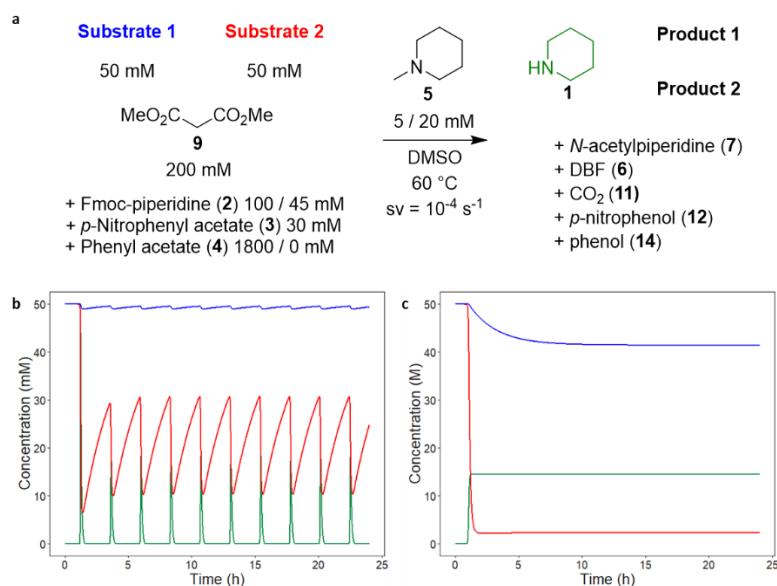 a
Substrate 1 Substrate 2
50 mM 50 mM
MeO₂C CO₂Me
9
200 mM
+ Fmoc-piperidine (2) 100 / 45 mM
+ p-Nitrophenyl acetate (3) 30 mM
+ Phenyl acetate (4) 1800 / 0 mM
N
5
5 / 20 mM
DMSO
60 °C
sv = 10⁻⁴ s⁻¹
HN
1
Product 1
Product 2
+ N-acetylpiperidine (7)
+ DBF (6)
+ CO₂ (11)
+ p-nitrophenol (12)
+ phenol (14)
b
Concentration (mM)
50
40
30
20
10
0
0 5 10 15 20 25
Time (h)
c
Concentration (M)
50
40
30
20
10
0
0 5 10 15 20 25
Time (h)